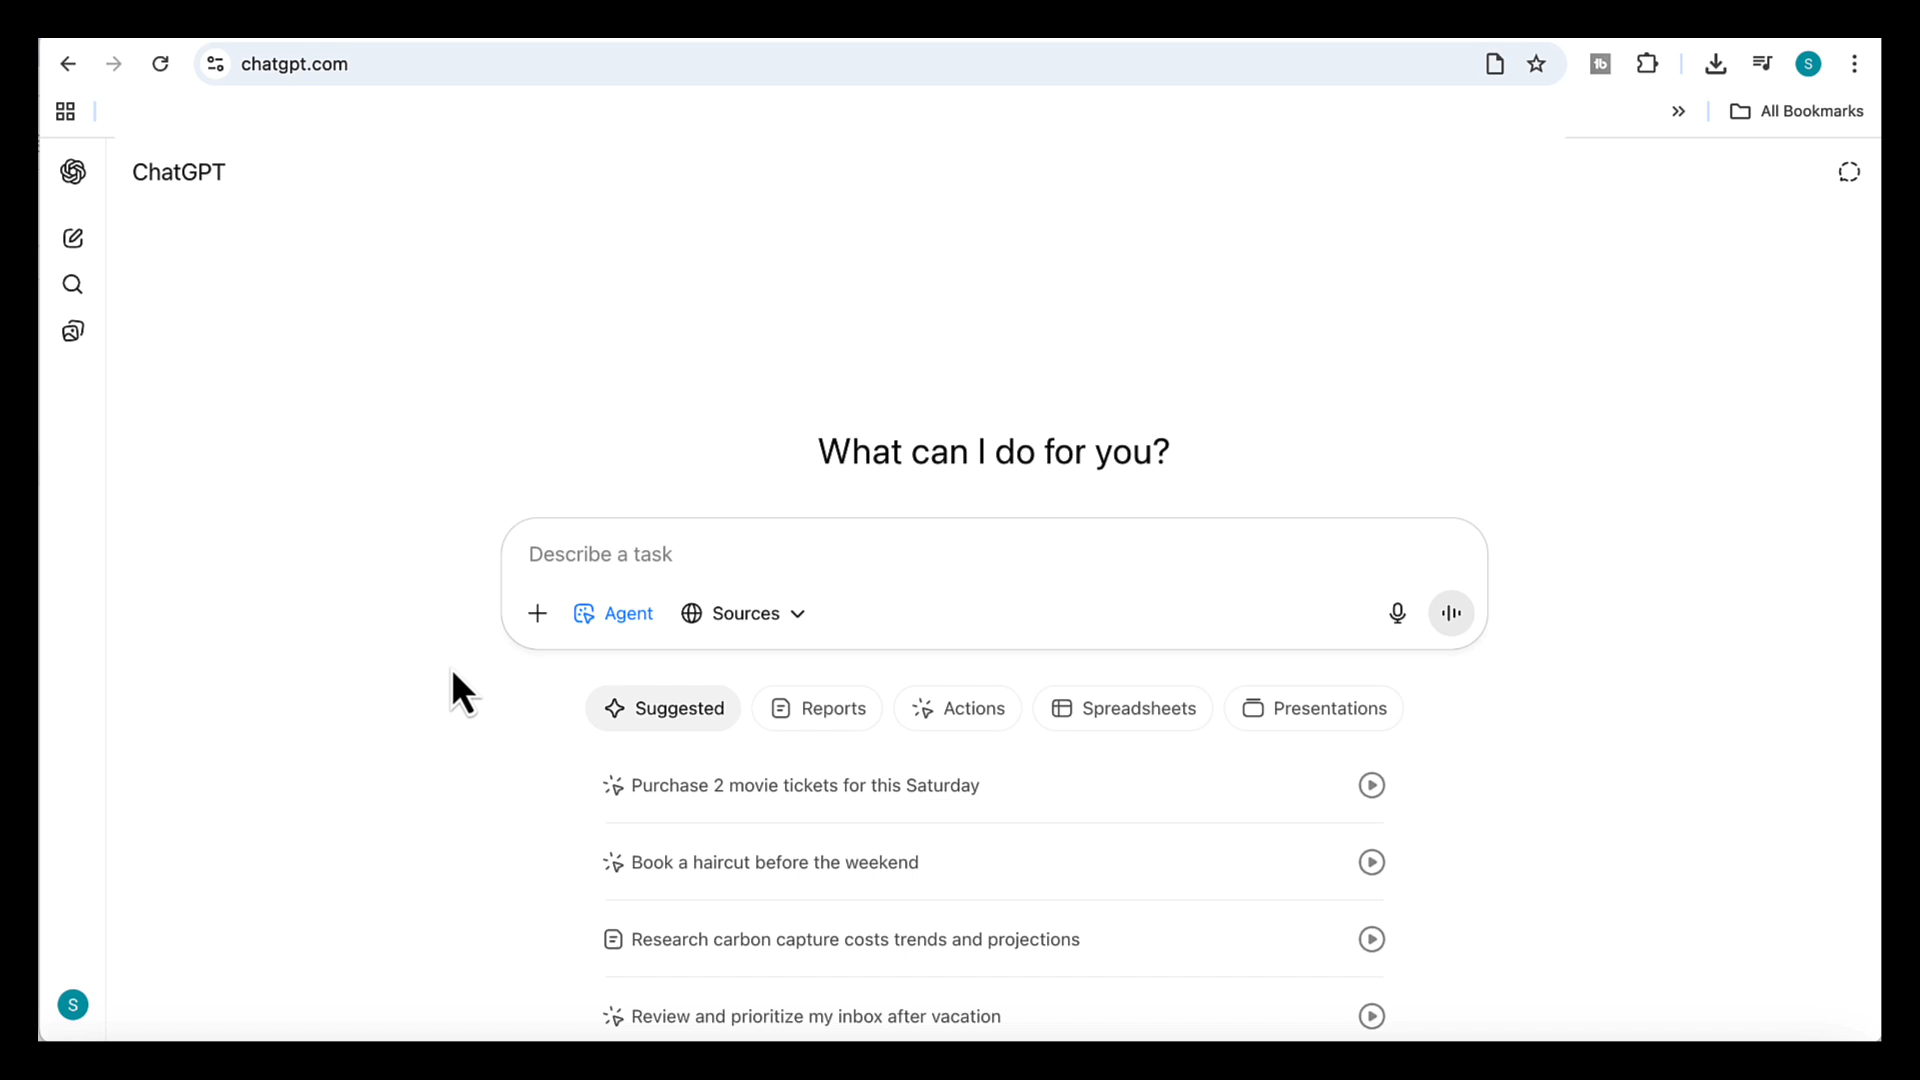 chatgpt.com
S
All Bookmarks
ChatGPT
What can I do for you?
Describe a task
Agent
Sources
Suggested
Reports
Actions
Spreadsheets
Presentations
Purchase 2 movie tickets for this Saturday
Book a haircut before the weekend
Research carbon capture costs trends and projections
Review and prioritize my inbox after vacation
S